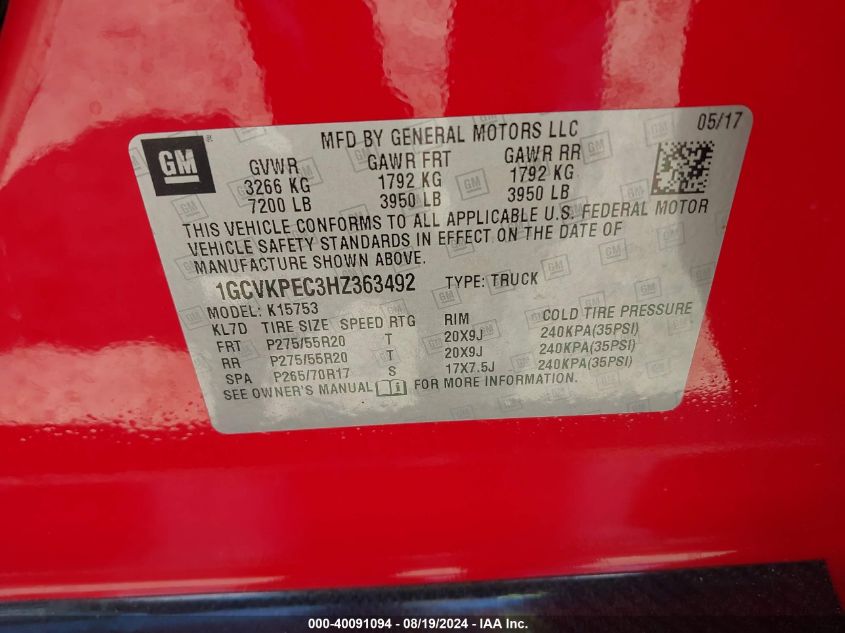 GM
MFD BY GENERAL MOTORS LLC
05/17
GVWR GAWR FRT GAWR RR
3266 KG 1792 KG 1792 KG
7200 LB 3950 LB 3950 LB
THIS VEHICLE CONFORMS TO ALL APPLICABLE U.S. FEDERAL MOTOR
VEHICLE SAFETY STANDARDS IN EFFECT ON THE DATE OF
MANUFACTURE SHOWN ABOVE.
1GCVKPEC3HZ363492 TYPE: TRUCK
MODEL: K15753
KL7D TIRE SIZE SPEED RTG RIM COLD TIRE PRESSURE
FRT P275/55R20 T 20X9J 240KPA(35PSI)
RR P275/55R20 T 20X9J 240KPA(35PSI)
SPA P265/70R17 S 17X7.5J 240KPA(35PSI)
SEE OWNER'S MANUAL FOR MORE INFORMATION.
000-40091094 - 08/19/2024 - IAA Inc.